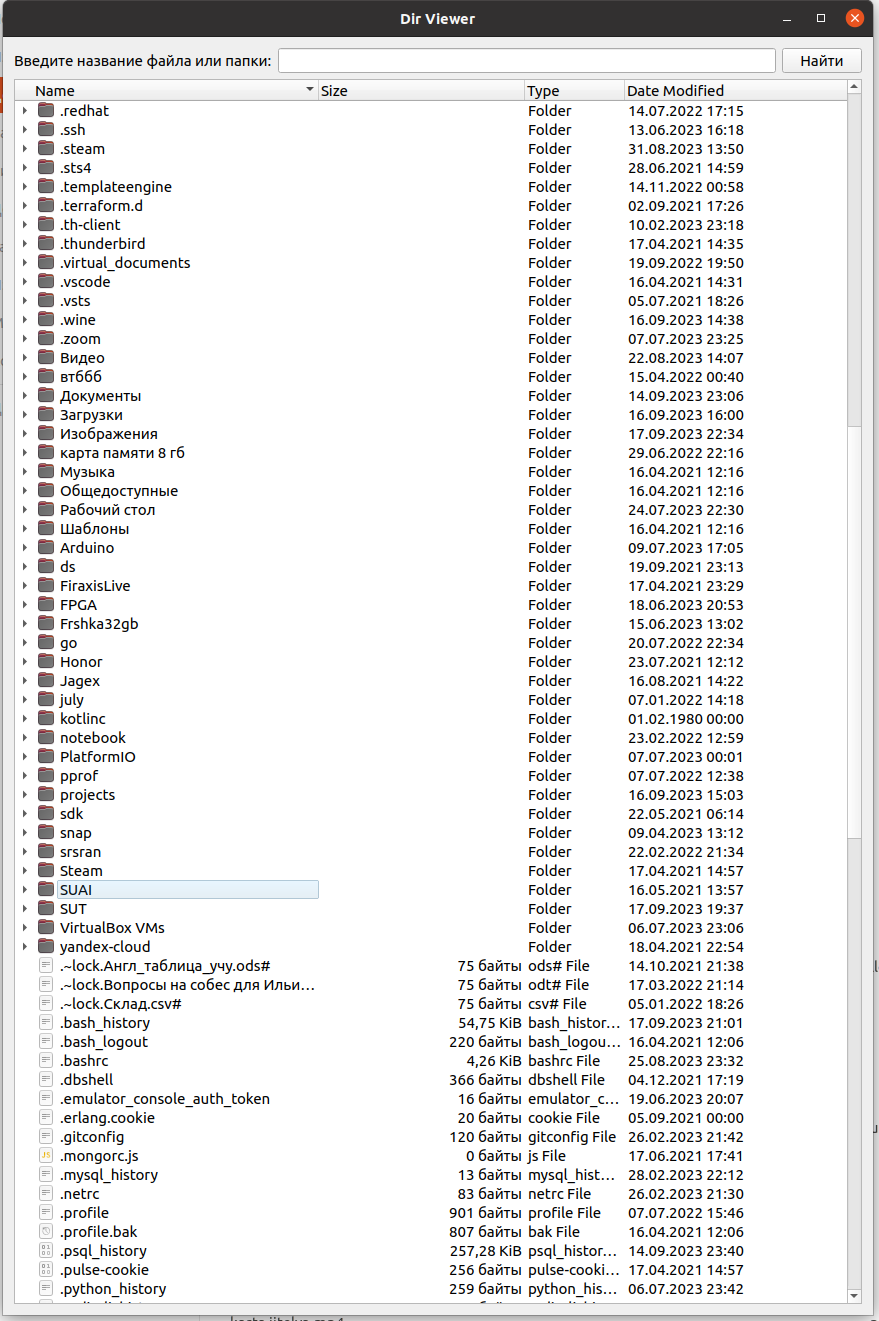 Dir Viewer
Введите название файла или папки: Найти
Name Size Type Date Modified
.redhat Folder 14.07.2022 17:15
.ssh Folder 13.06.2023 16:18
.steam Folder 31.08.2023 13:50
.sts4 Folder 28.06.2021 14:59
.templateengine Folder 14.11.2022 00:58
.terraform.d Folder 02.09.2021 17:26
.th-client Folder 10.02.2023 23:18
.thunderbird Folder 17.04.2021 14:35
.virtual_documents Folder 19.09.2022 19:50
.vscode Folder 16.04.2021 14:31
.vsts Folder 05.07.2021 18:26
.wine Folder 16.09.2023 14:38
.zoom Folder 07.07.2023 23:25
Видео Folder 22.08.2023 14:07
втббб Folder 15.04.2022 00:40
Документы Folder 14.09.2023 23:06
Загрузки Folder 16.09.2023 16:00
Изображения Folder 17.09.2023 22:34
карта памяти 8 гб Folder 29.06.2022 22:16
Музыка Folder 16.04.2021 12:16
Общедоступные Folder 16.04.2021 12:16
Рабочий стол Folder 24.07.2023 22:30
Шаблоны Folder 16.04.2021 12:16
Arduino Folder 09.07.2023 17:05
ds Folder 19.09.2021 23:13
FiraxisLive Folder 17.04.2021 23:29
FPGA Folder 18.06.2023 20:53
Frshka32gb Folder 15.06.2023 13:02
go Folder 20.07.2022 22:34
Honor Folder 23.07.2021 12:12
Jagex Folder 16.08.2021 14:22
july Folder 07.01.2022 14:18
kotlinc Folder 01.02.1980 00:00
notebook Folder 23.02.2022 12:59
PlatformIO Folder 07.07.2023 00:01
pprof Folder 07.07.2022 12:38
projects Folder 16.09.2023 15:03
sdk Folder 22.05.2021 06:14
snap Folder 09.04.2023 13:12
srsran Folder 22.02.2022 21:34
Steam Folder 17.04.2021 14:57
SUAI Folder 16.05.2021 13:57
SUT Folder 17.09.2023 19:37
VirtualBox VMs Folder 06.07.2023 23:06
yandex-cloud Folder 18.04.2021 22:54
.~lock.Англ_таблица_учу.ods# 75 байты ods# File 14.10.2021 21:38
.~lock.Вопросы на собес для Ильи... 75 байты odt# File 17.03.2022 21:14
.~lock.Склад.csv# 75 байты csv# File 05.01.2022 18:26
.bash_history 54,75 KiB bash_histor... 17.09.2023 21:01
.bash_logout 220 байты bash_logou... 16.04.2021 12:06
.bashrc 4,26 KiB bashrc File 25.08.2023 23:32
.dbshell 366 байты dbshell File 04.12.2021 17:19
.emulator_console_auth_token 16 байты emulator_c... 19.06.2023 20:07
.erlang.cookie 20 байты cookie File 05.09.2021 00:00
.gitconfig 120 байты gitconfig File 26.02.2023 21:42
.mongorc.js 0 байты js File 17.06.2021 17:41
.mysql_history 13 байты mysql_hist... 28.02.2023 22:12
.netrc 83 байты netrc File 26.02.2023 21:30
.profile 901 байты profile File 07.07.2022 15:46
.profile.bak 807 байты bak File 16.04.2021 12:06
.psql_history 257,28 KiB psql_histor... 14.09.2023 23:40
.pulse-cookie 256 байты pulse-cooki... 17.04.2021 14:57
.python_history 259 байты python_his... 06.07.2023 23:42